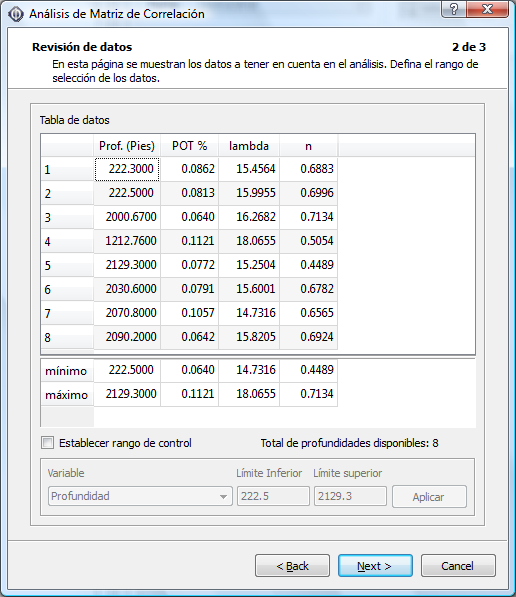 Análisis de Matriz de Correlación
Revisión de datos 2 de 3
En esta página se muestran los datos a tener en cuenta en el análisis. Defina el rango de
selección de los datos.
Tabla de datos
Prof. (Pies) POT % lambda n
1 222.3000 0.0862 15.4564 0.6883
2 222.5000 0.0813 15.9955 0.6996
3 2000.6700 0.0640 16.2682 0.7134
4 1212.7600 0.1121 18.0655 0.5054
5 2129.3000 0.0772 15.2504 0.4489
6 2030.6000 0.0791 15.6001 0.6782
7 2070.8000 0.1057 14.7316 0.6565
8 2090.2000 0.0642 15.8205 0.6924
mínimo 222.5000 0.0640 14.7316 0.4489
máximo 2129.3000 0.1121 18.0655 0.7134
Establecer rango de control Total de profundidades disponibles: 8
Variable Límite Inferior Límite superior
Profundidad 222.5 2129.3 Aplicar
< Back Next > Cancel